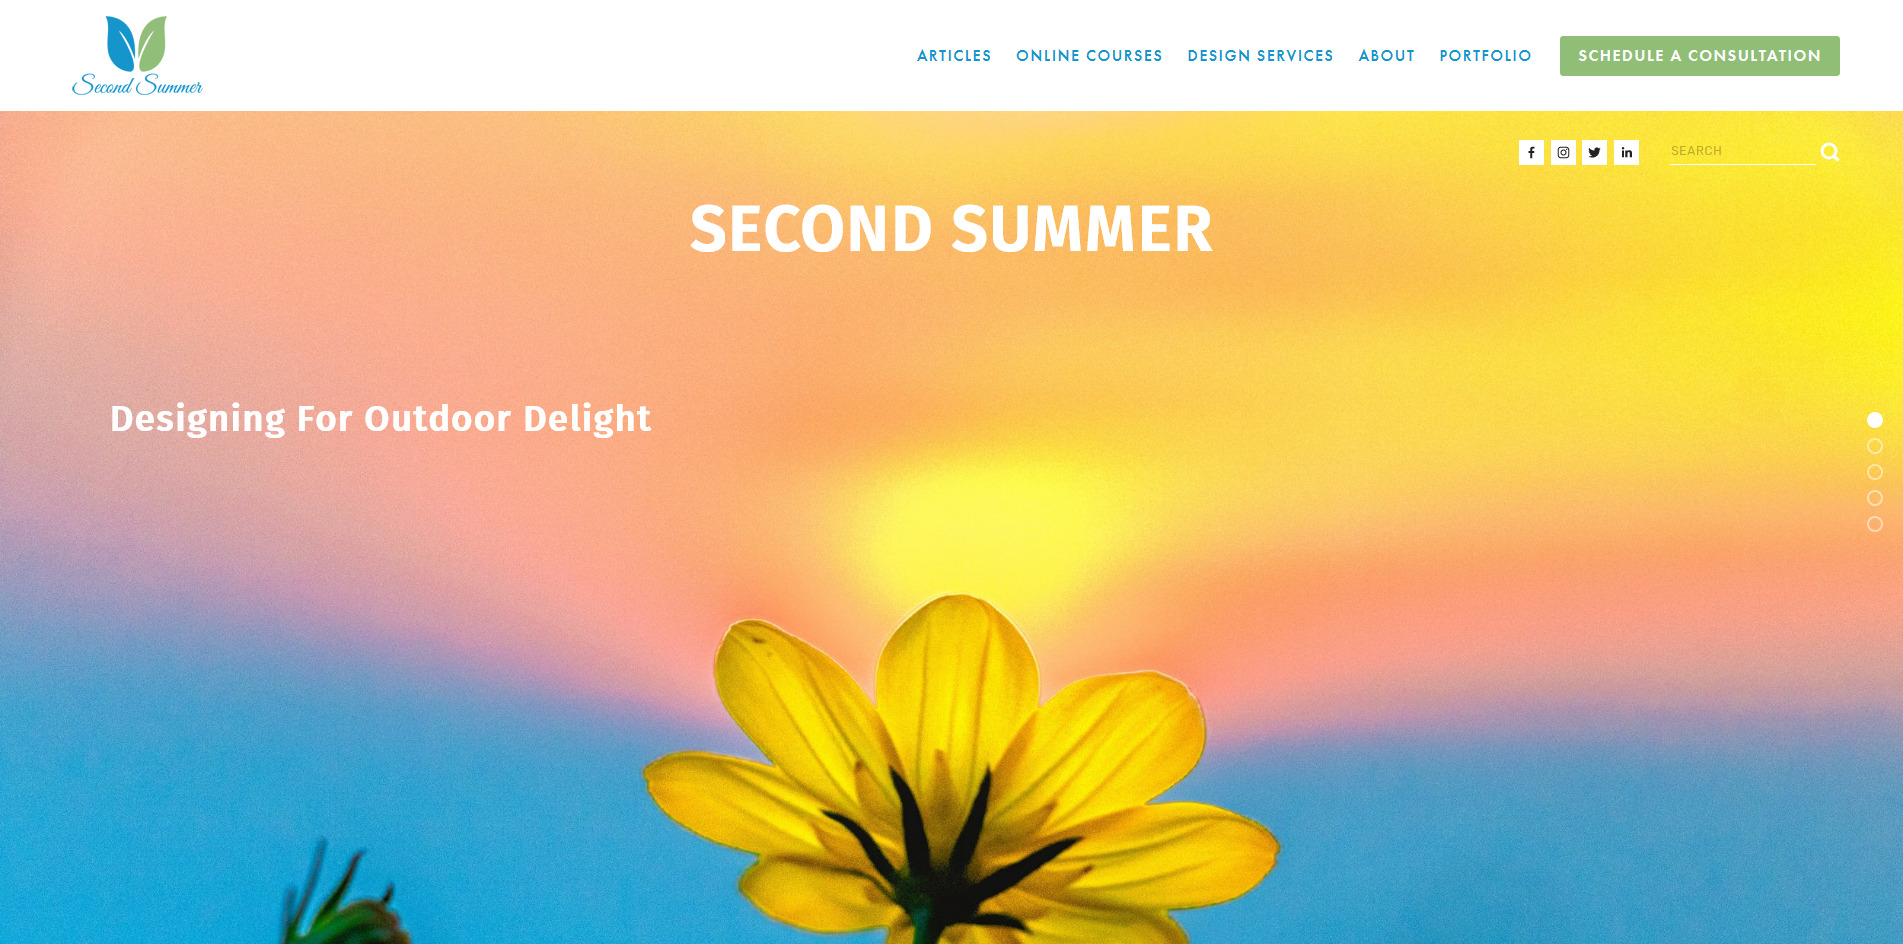 Second Summer
ARTICLES ONLINE COURSES DESIGN SERVICES ABOUT PORTFOLIO SCHEDULE A CONSULTATION
f in SEARCH
SECOND SUMMER
Designing For Outdoor Delight